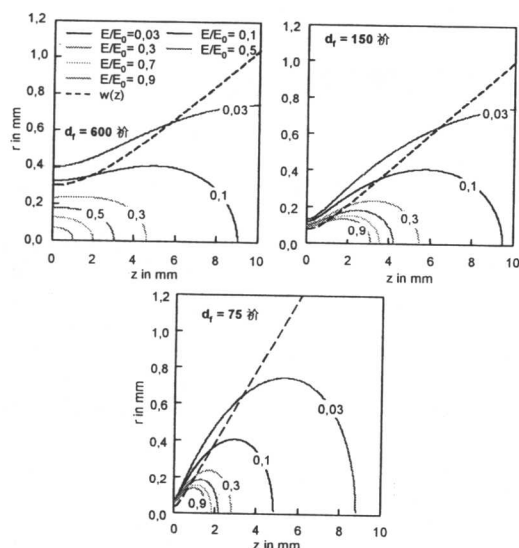 1,2
1,0
0,8
0,6
0,4
0,2
0,0
r in mm
E/E₀=0,03
E/E₀=0,3
E/E₀=0,7
E/E₀=0,9
w(z)
E/E₀= 0,1
E/E₀= 0,5
df = 600 祄
0,03
0,1
0,3
0,5
0 2 4 6 8 10
z in mm
1,2
1,0
0,8
0,6
0,4
0,2
0,0
r in mm
df = 150 祄
0,03
0,1
0,3
0,9
0 2 4 6 8 10
z in mm
1,2
1,0
0,8
0,6
0,4
0,2
0,0
r in mm
df = 75 祄
0,03
0,1
0,3
0,9
0 2 4 6 8 10
z in mm